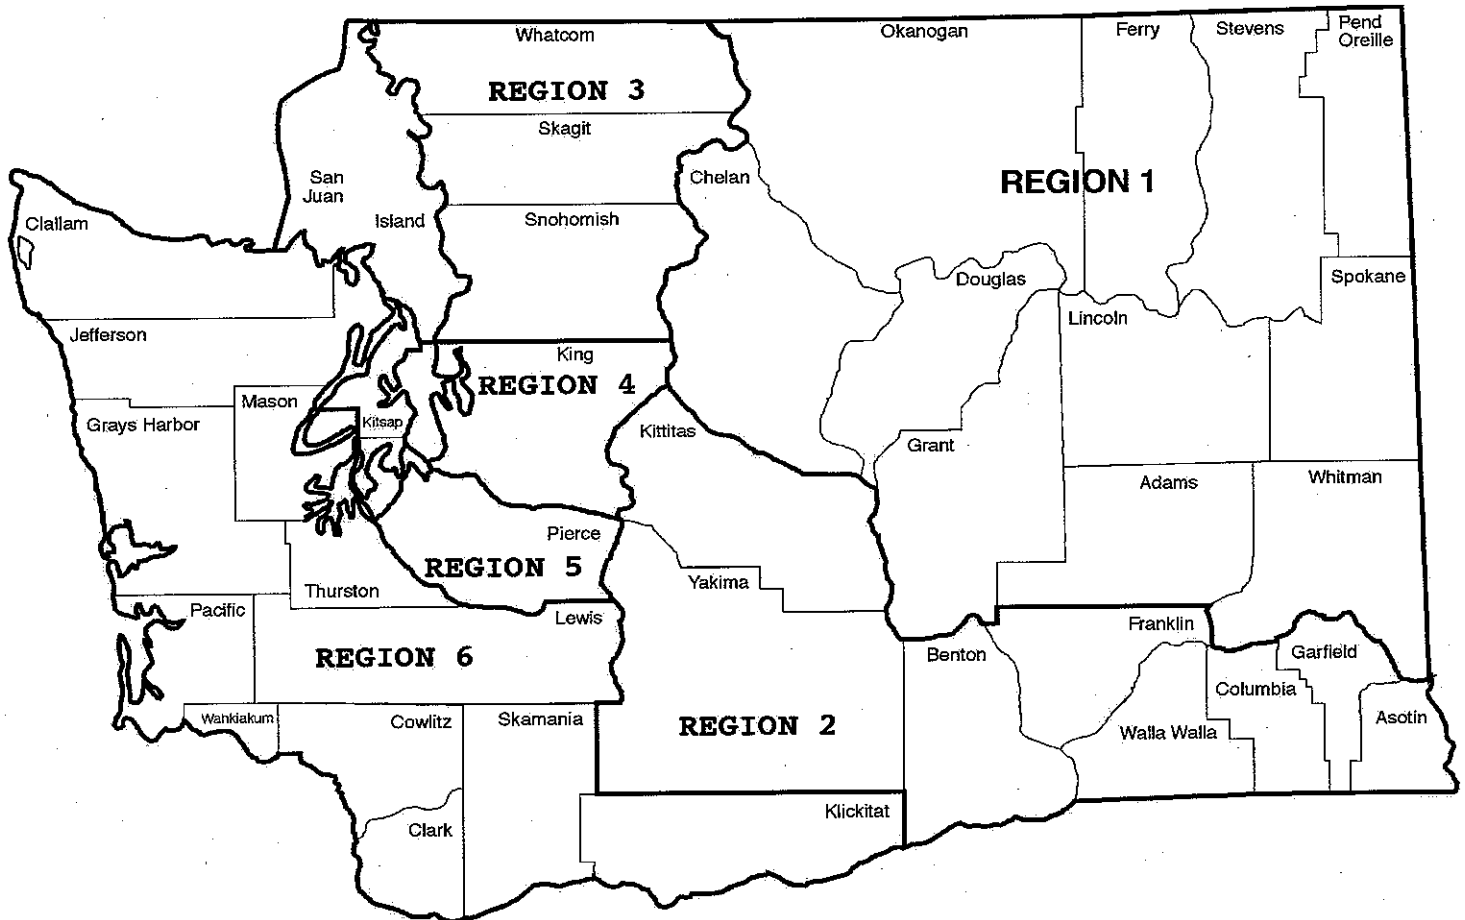 Whatcom
Okanogan
Ferry
Stevens
Pend
Oreille
REGION 3
Skagit
San
Juan
Chelan
REGION 1
Clallam
Island
Snohomish
Douglas
Spokane
Jefferson
Lincoln
King
REGION 4
Mason
Kitsap
Grays Harbor
Kittitas
Grant
Adams
Whitman
Pierce
REGION 5
Yakima
Thurston
Pacific
Lewis
Franklin
REGION 6
Benton
Garfield
Columbia
Wahkiakum
Cowlitz
Skamania
REGION 2
Walla Walla
Asotin
Clark
Klickitat